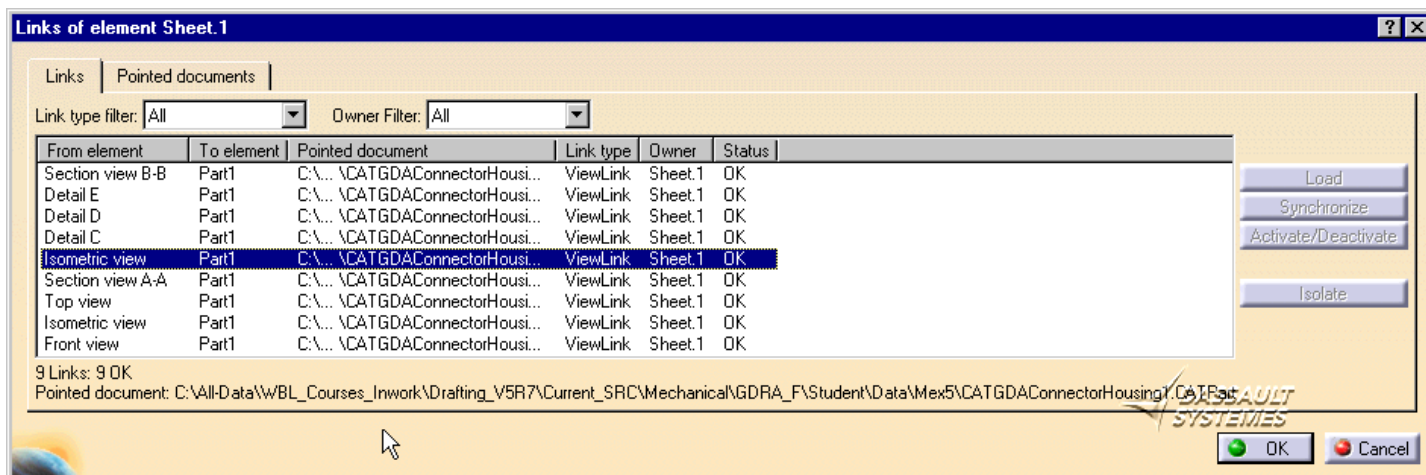 Links of element Sheet.1
Links Pointed documents
Link type filter: All Owner Filter: All
From element To element Pointed document Link type Owner Status
Section view B-B Part1 C:\... \CATGDAConnectorHousi... ViewLink Sheet.1 OK
Detail E Part1 C:\... \CATGDAConnectorHousi... ViewLink Sheet.1 OK
Detail D Part1 C:\... \CATGDAConnectorHousi... ViewLink Sheet.1 OK
Detail C Part1 C:\... \CATGDAConnectorHousi... ViewLink Sheet.1 OK
Isometric view Part1 C:\... \CATGDAConnectorHousi... ViewLink Sheet.1 OK
Section view A-A Part1 C:\... \CATGDAConnectorHousi... ViewLink Sheet.1 OK
Top view Part1 C:\... \CATGDAConnectorHousi... ViewLink Sheet.1 OK
Isometric view Part1 C:\... \CATGDAConnectorHousi... ViewLink Sheet.1 OK
Front view Part1 C:\... \CATGDAConnectorHousi... ViewLink Sheet.1 OK
Load
Synchronize
Activate/Deactivate
Isolate
9 Links: 9 OK
Pointed document: C:\All-Data\WBL_Courses_Inwork\Drafting_V5R7\Current_SRC\Mechanical\GDRA_F\Student\Data\Mex5\CATGDAConnectorHousing1.CATPart
DASSAULT
SYSTEMES
OK Cancel